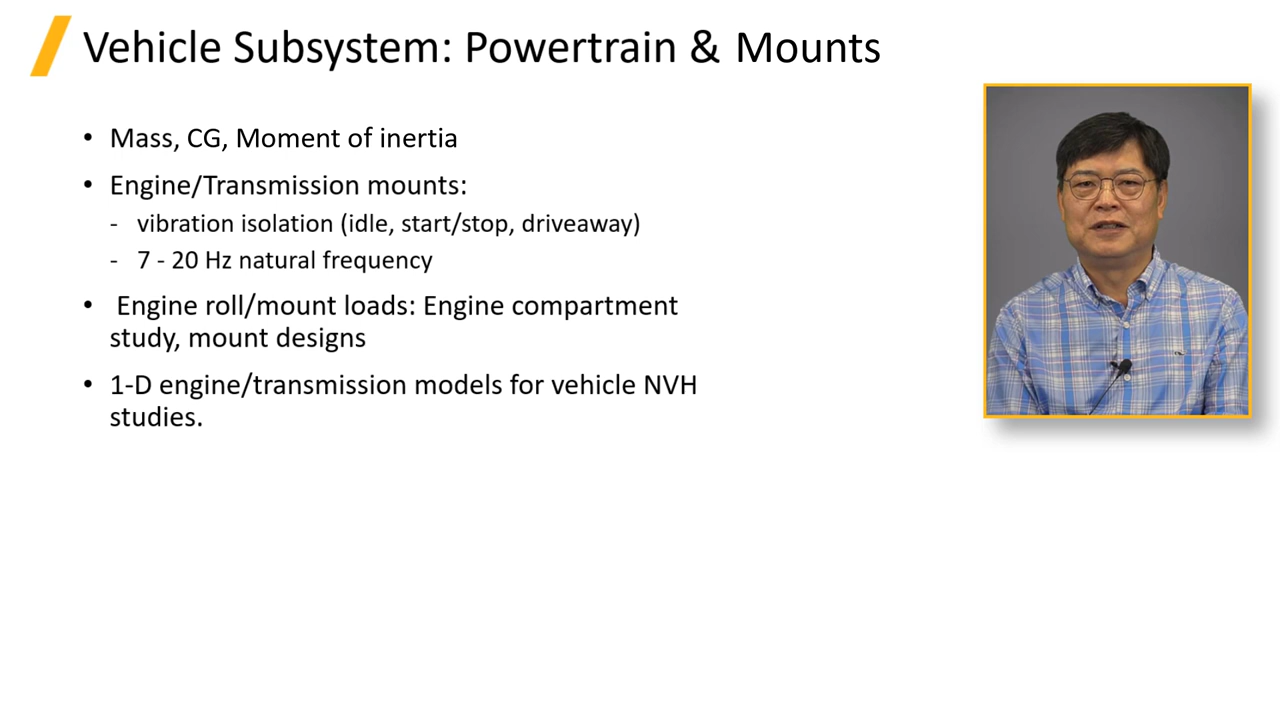 Vehicle Subsystem: Powertrain & Mounts
• Mass, CG, Moment of inertia
• Engine/Transmission mounts:
- vibration isolation (idle, start/stop, driveaway)
- 7 - 20 Hz natural frequency
• Engine roll/mount loads: Engine compartment
study, mount designs
• 1-D engine/transmission models for vehicle NVH
studies.